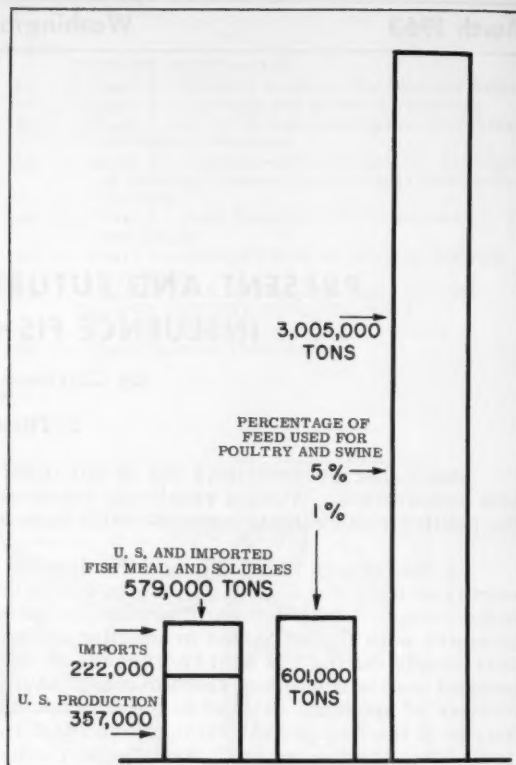 3,005,000
TONS
PERCENTAGE OF
FEED USED FOR
POULTRY AND SWINE
5%
1%
U. S. AND IMPORTED
FISH MEAL AND SOLUBLES
579,000 TONS
IMPORTS
222,000
U. S. PRODUCTION
357,000
601,000
TONS